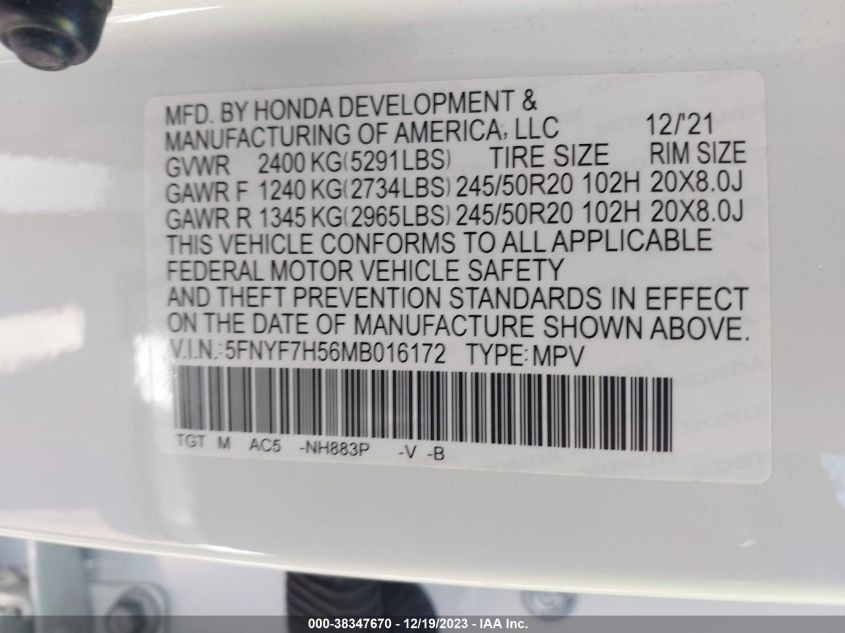 MFD. BY HONDA DEVELOPMENT &
MANUFACTURING OF AMERICA, LLC 12/'21
GVWR 2400 KG(5291LBS) TIRE SIZE RIM SIZE
GAWR F 1240 KG(2734LBS) 245/50R20 102H 20X8.0J
GAWR R 1345 KG(2965LBS) 245/50R20 102H 20X8.0J
THIS VEHICLE CONFORMS TO ALL APPLICABLE
FEDERAL MOTOR VEHICLE SAFETY
AND THEFT PREVENTION STANDARDS IN EFFECT
ON THE DATE OF MANUFACTURE SHOWN ABOVE.
V.I.N.:5FNYF7H56MB016172 TYPE:MPV
TGT M AC5 -NH883P -V -B
000-38347670 - 12/19/2023 - IAA Inc.